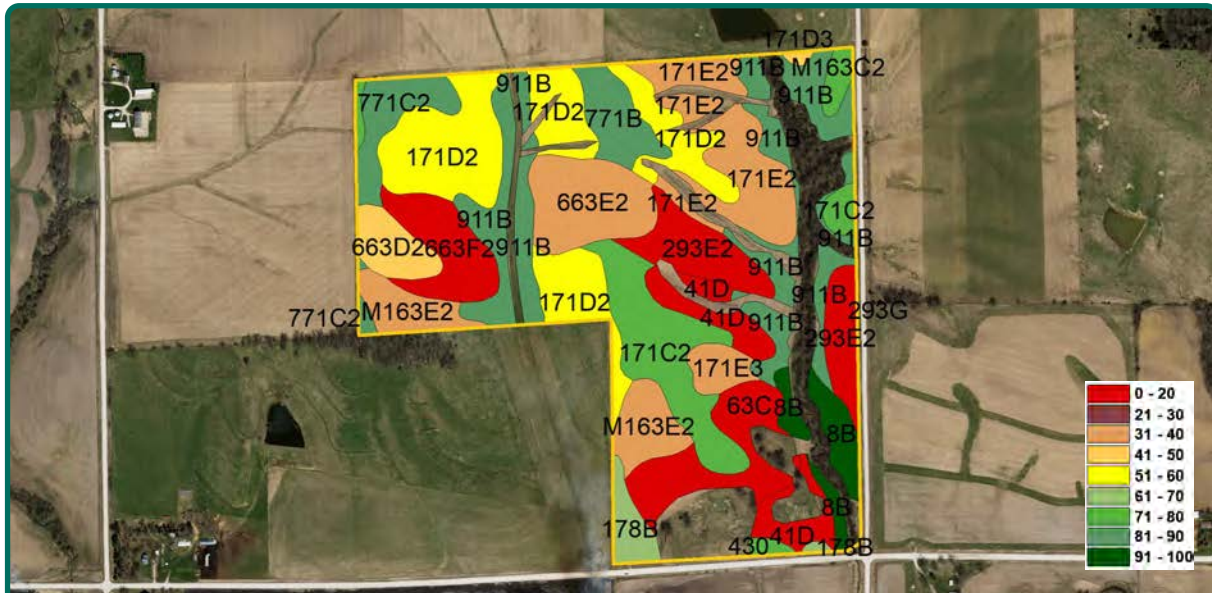 171D3
171E2
911B
M163C2
911B
771C2
911B
171D2
771B
171E2
171D2
911B
171D2
171E2
663E2
171E2
171C2
911B
663D2
663F2
911B
293E2
911B
911B
41D
911B
293G
M163E2
771C2
171D2
41D
911B
293E2
171C2
171E3
63C
8B
M163E2
8B
8B
178B
41D
430
178B
0 - 20
21 - 30
31 - 40
41 - 50
51 - 60
61 - 70
71 - 80
81 - 90
91 - 100